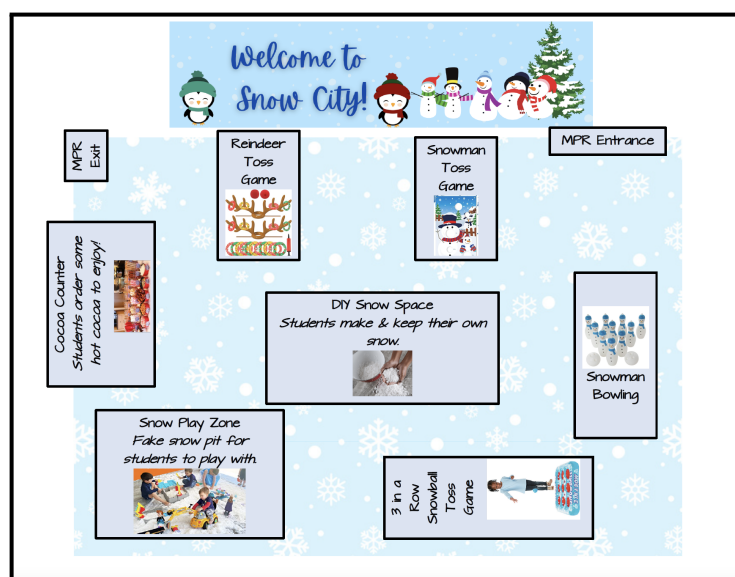 Welcome to
Snow City!
MPR
Exit
Reindeer
Toss
Game
Snowman
Toss
Game
MPR Entrance
Cocoa Counter
Students order some
hot cocoa to enjoy!
DIY Snow Space
Students make & keep their own
snow.
Snowman
Bowling
Snow Play Zone
Fake snow pit for
students to play with.
3 in a
Row
Snowball
Toss
Game